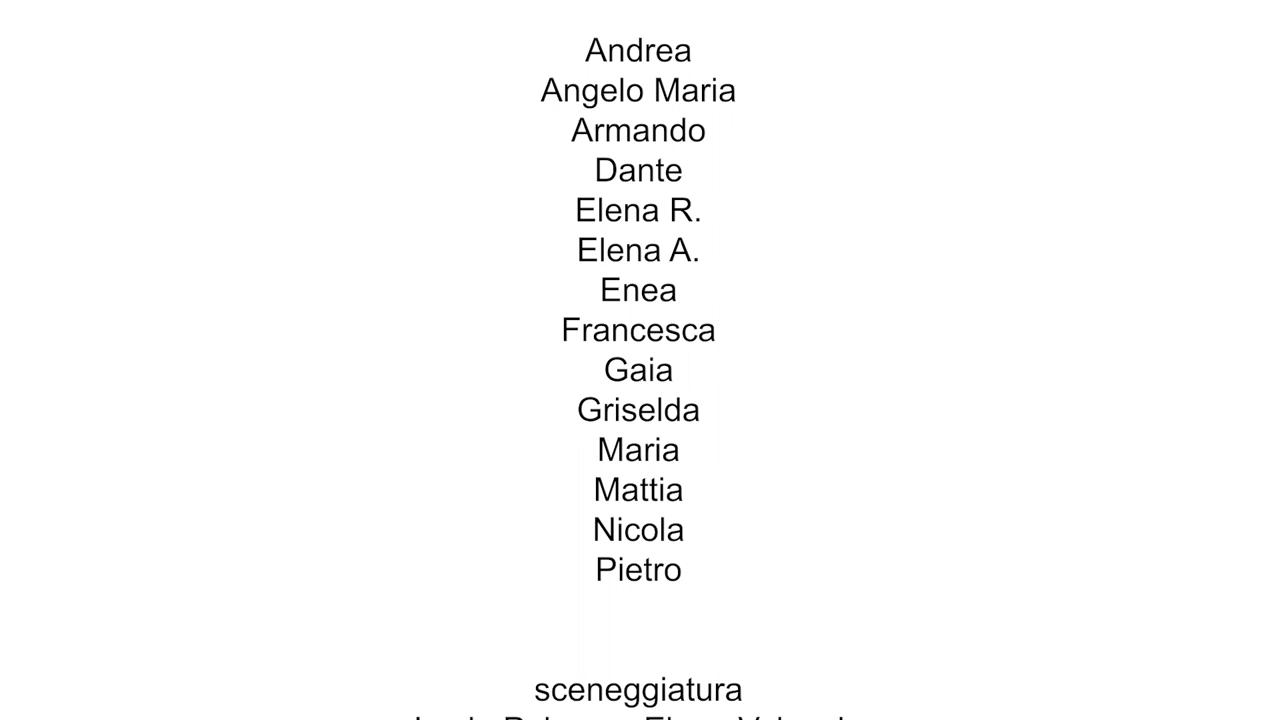 Andrea
Angelo Maria
Armando
Dante
Elena R.
Elena A.
Enea
Francesca
Gaia
Griselda
Maria
Mattia
Nicola
Pietro
sceneggiatura